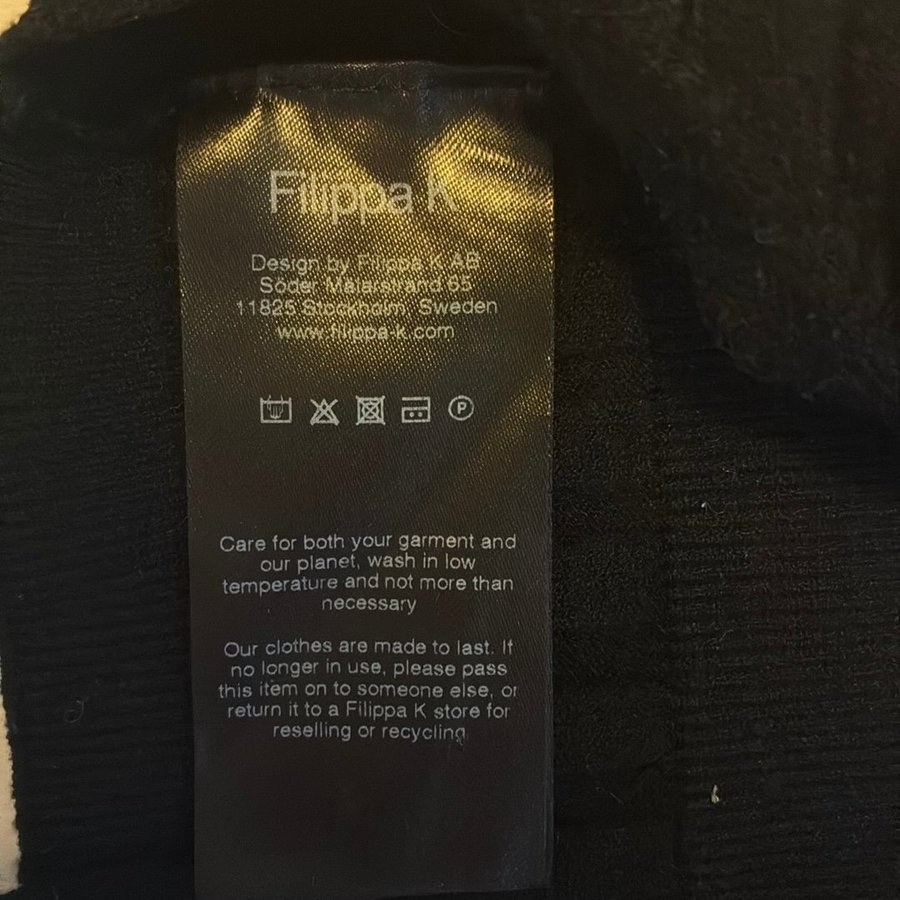 Filippa K
Design by Filippa K AB
Söder Mälarstrand 65
11825 Stockholm, Sweden
www.filippa-k.com
P
Care for both your garment and
our planet, wash in low
temperature and not more than
necessary
Our clothes are made to last. If
no longer in use, please pass
this item on to someone else, or
return it to a Filippa K store for
reselling or recycling